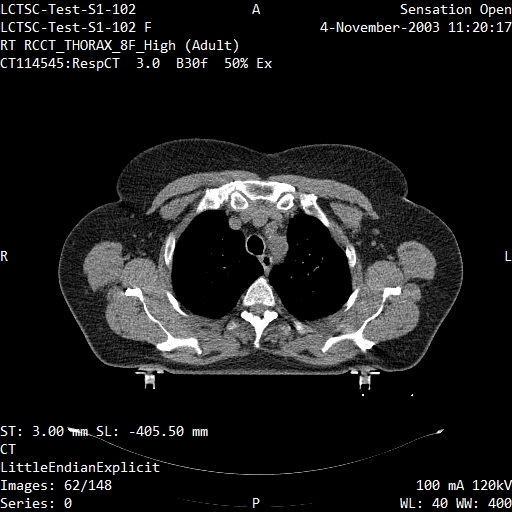 LCTSC-Test-S1-102
A
Sensation Open
LCTSC-Test-S1-102 F
4-November-2003 11:20:17
RT RCCT_THORAX_8F_High (Adult)
CT114545:RespCT 3.0 B30f 50% Ex
R
L
ST: 3.00 mm SL: -405.50 mm
CT
LittleEndianExplicit
Images: 62/148
100 mA 120kV
Series: 0
P
WL: 40 WW: 400